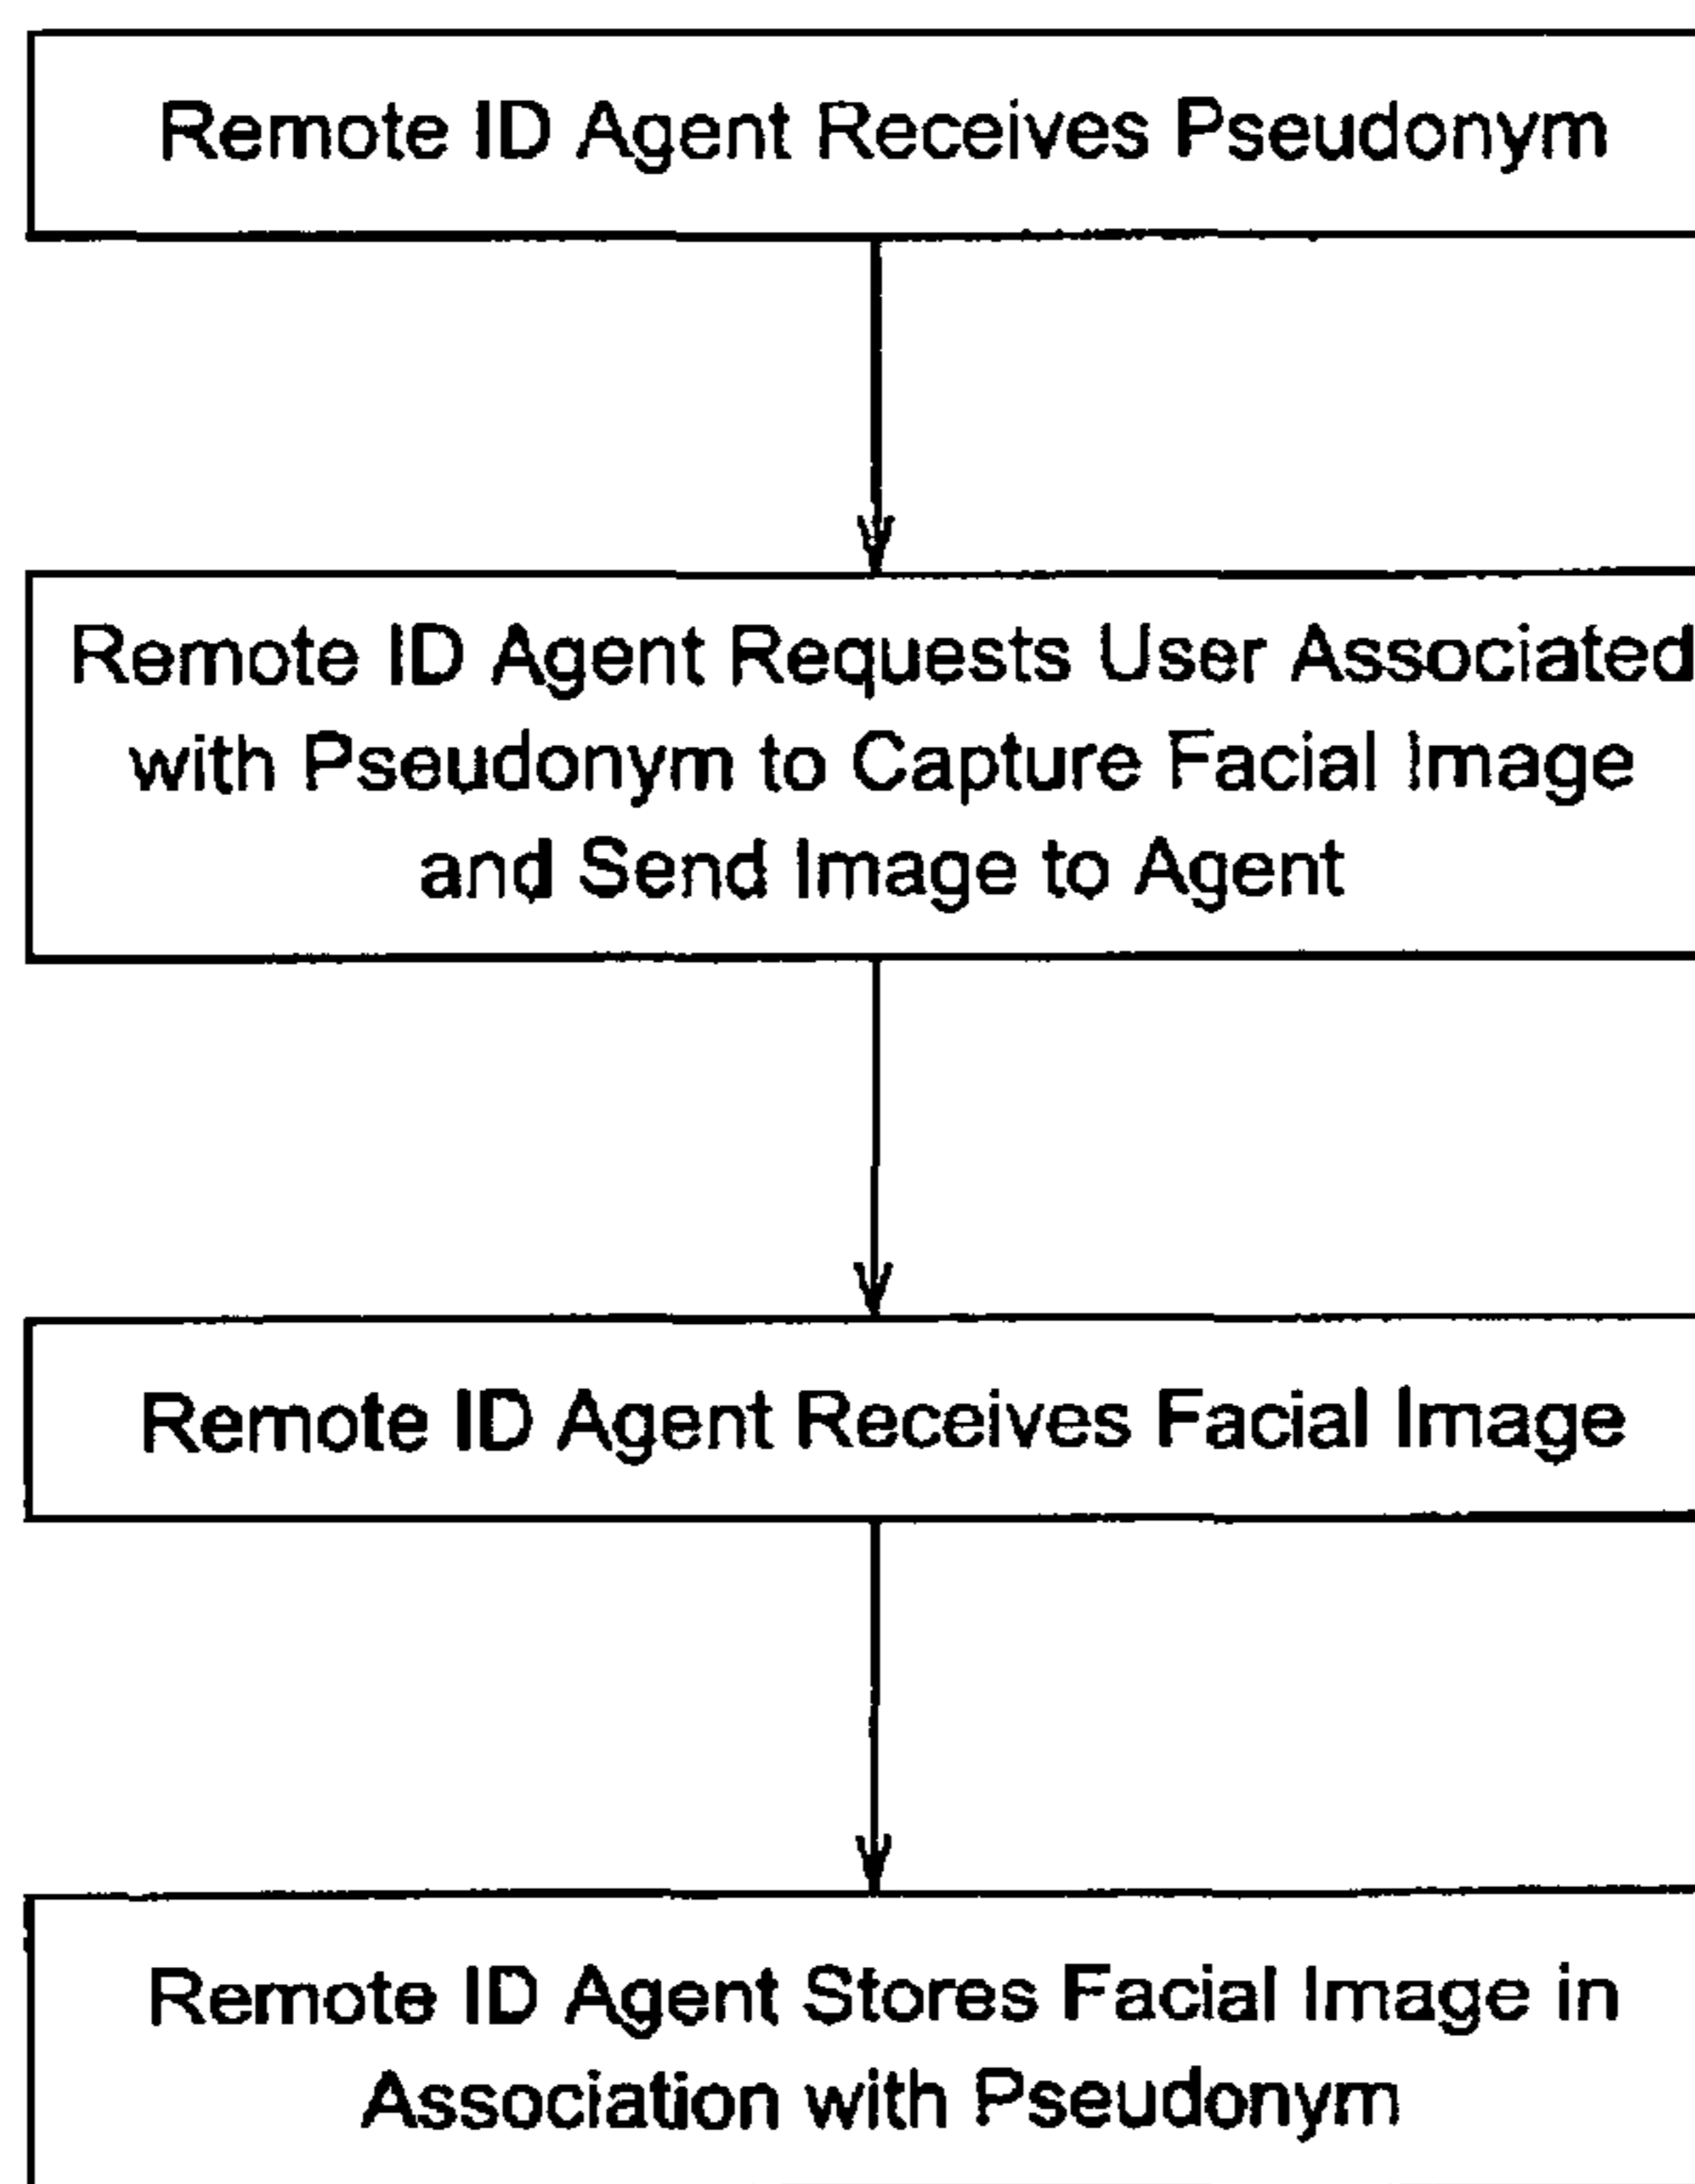 Remote ID Agent Receives Pseudonym
Remote ID Agent Requests User Associated
with Pseudonym to Capture Facial Image
and Send Image to Agent
Remote ID Agent Receives Facial Image
Remote ID Agent Stores Facial Image in
Association with Pseudonym